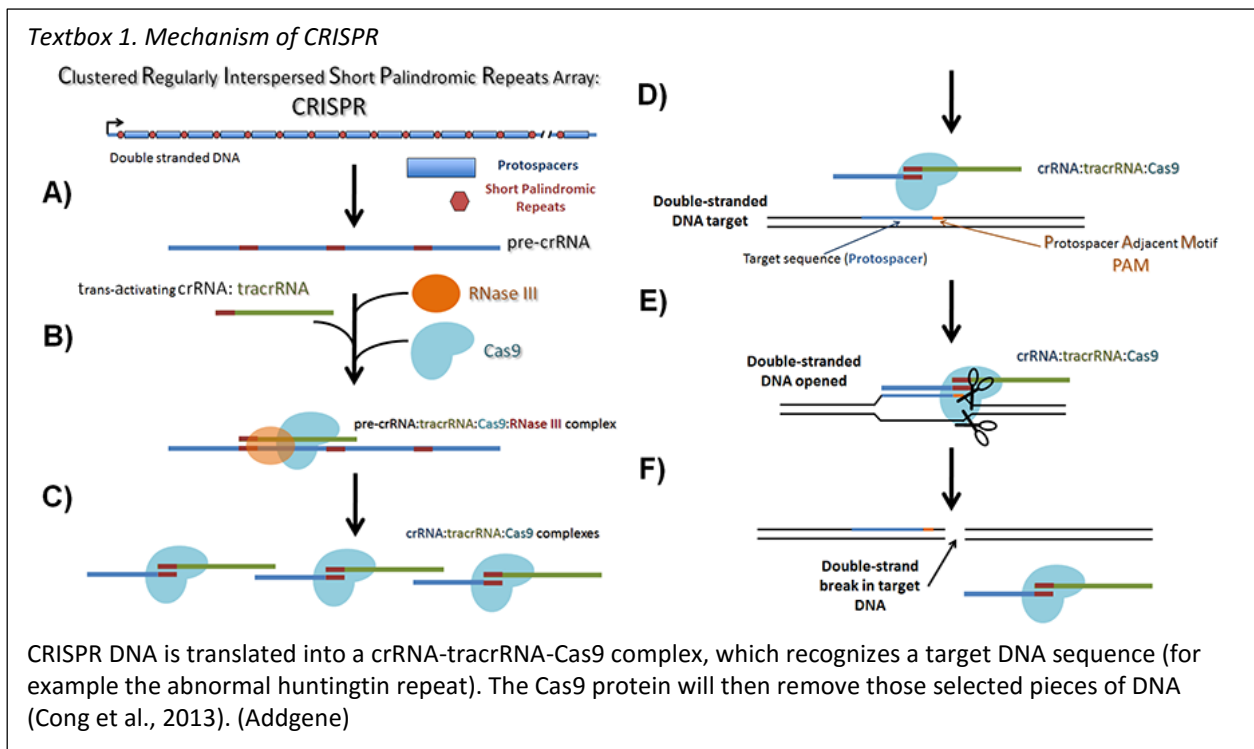 Textbox 1. Mechanism of CRISPR
Clustered Regularly Interspersed Short Palindromic Repeats Array:
CRISPR
Double stranded DNA
Protospacers
Short Palindromic
Repeats
A)
pre-crRNA
trans-activating crRNA: tracrRNA
RNase III
B)
Cas9
pre-crRNA:tracrRNA:Cas9:RNase III complex
C)
crRNA:tracrRNA:Cas9 complexes
D)
crRNA:tracrRNA:Cas9
Double-stranded
DNA target
Target sequence (Protospacer)
Protospacer Adjacent Motif
PAM
E)
Double-stranded
DNA opened
crRNA:tracrRNA:Cas9
F)
Double-strand
break in target
DNA
CRISPR DNA is translated into a crRNA-tracrRNA-Cas9 complex, which recognizes a target DNA sequence (for
example the abnormal huntingtin repeat). The Cas9 protein will then remove those selected pieces of DNA
(Cong et al., 2013). (Addgene)